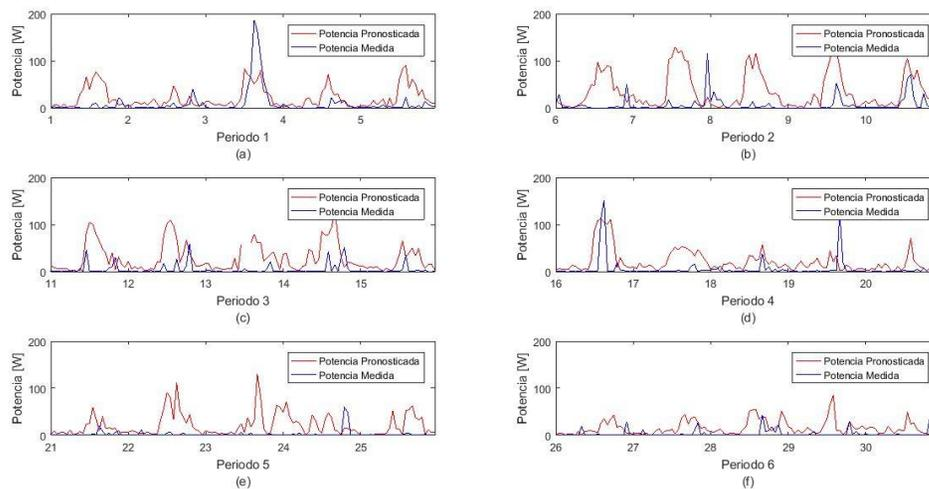 200
100
0
Potencia [W]
Potencia Pronosticada
Potencia Medida
1 2 3 4 5
Periodo 1
(a)
200
100
0
Potencia [W]
Potencia Pronosticada
Potencia Medida
6 7 8 9 10
Periodo 2
(b)
200
100
0
Potencia [W]
Potencia Pronosticada
Potencia Medida
11 12 13 14 15
Periodo 3
(c)
200
100
0
Potencia [W]
Potencia Pronosticada
Potencia Medida
16 17 18 19 20
Periodo 4
(d)
200
100
0
Potencia [W]
Potencia Pronosticada
Potencia Medida
21 22 23 24 25
Periodo 5
(e)
200
100
0
Potencia [W]
Potencia Pronosticada
Potencia Medida
26 27 28 29 30
Periodo 6
(f)